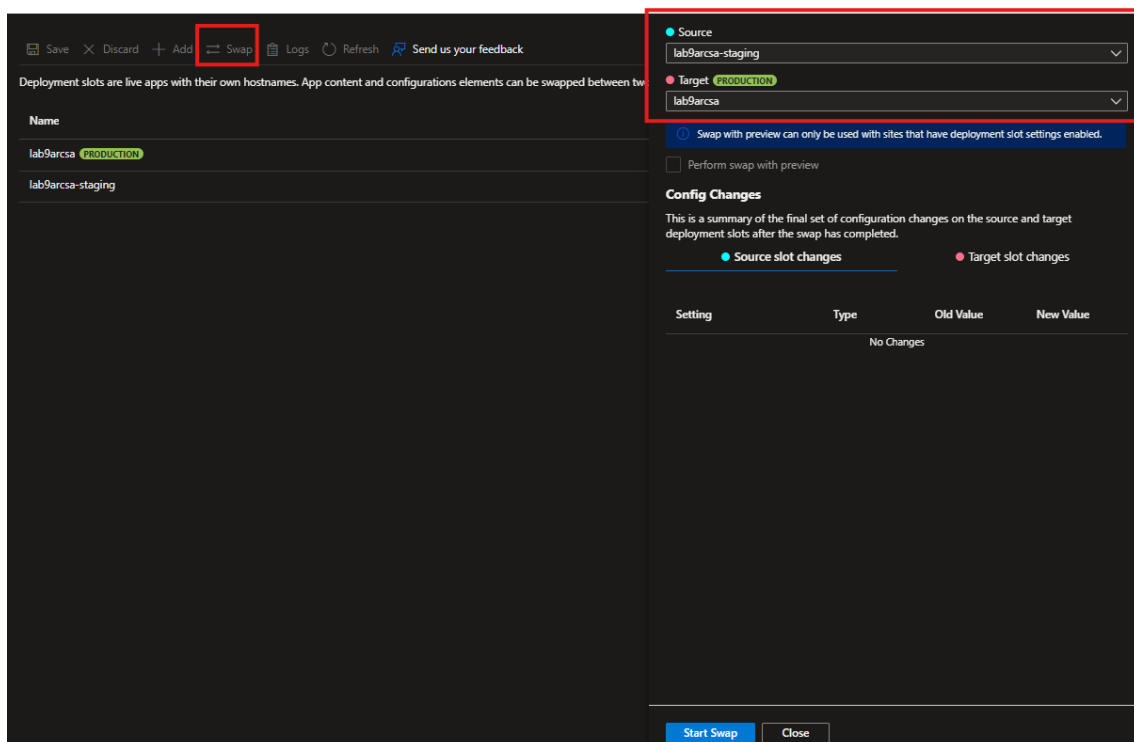 Save Discard Add Swap Logs Refresh Send us your feedback
Deployment slots are live apps with their own hostnames. App content and configurations elements can be swapped between tw
Name
lab9arcsa PRODUCTION
lab9arcsa-staging
Source
lab9arcsa-staging
Target PRODUCTION
lab9arcsa
Swap with preview can only be used with sites that have deployment slot settings enabled.
Perform swap with preview
Config Changes
This is a summary of the final set of configuration changes on the source and target
deployment slots after the swap has completed.
Source slot changes Target slot changes
Setting Type Old Value New Value
No Changes
Start Swap Close